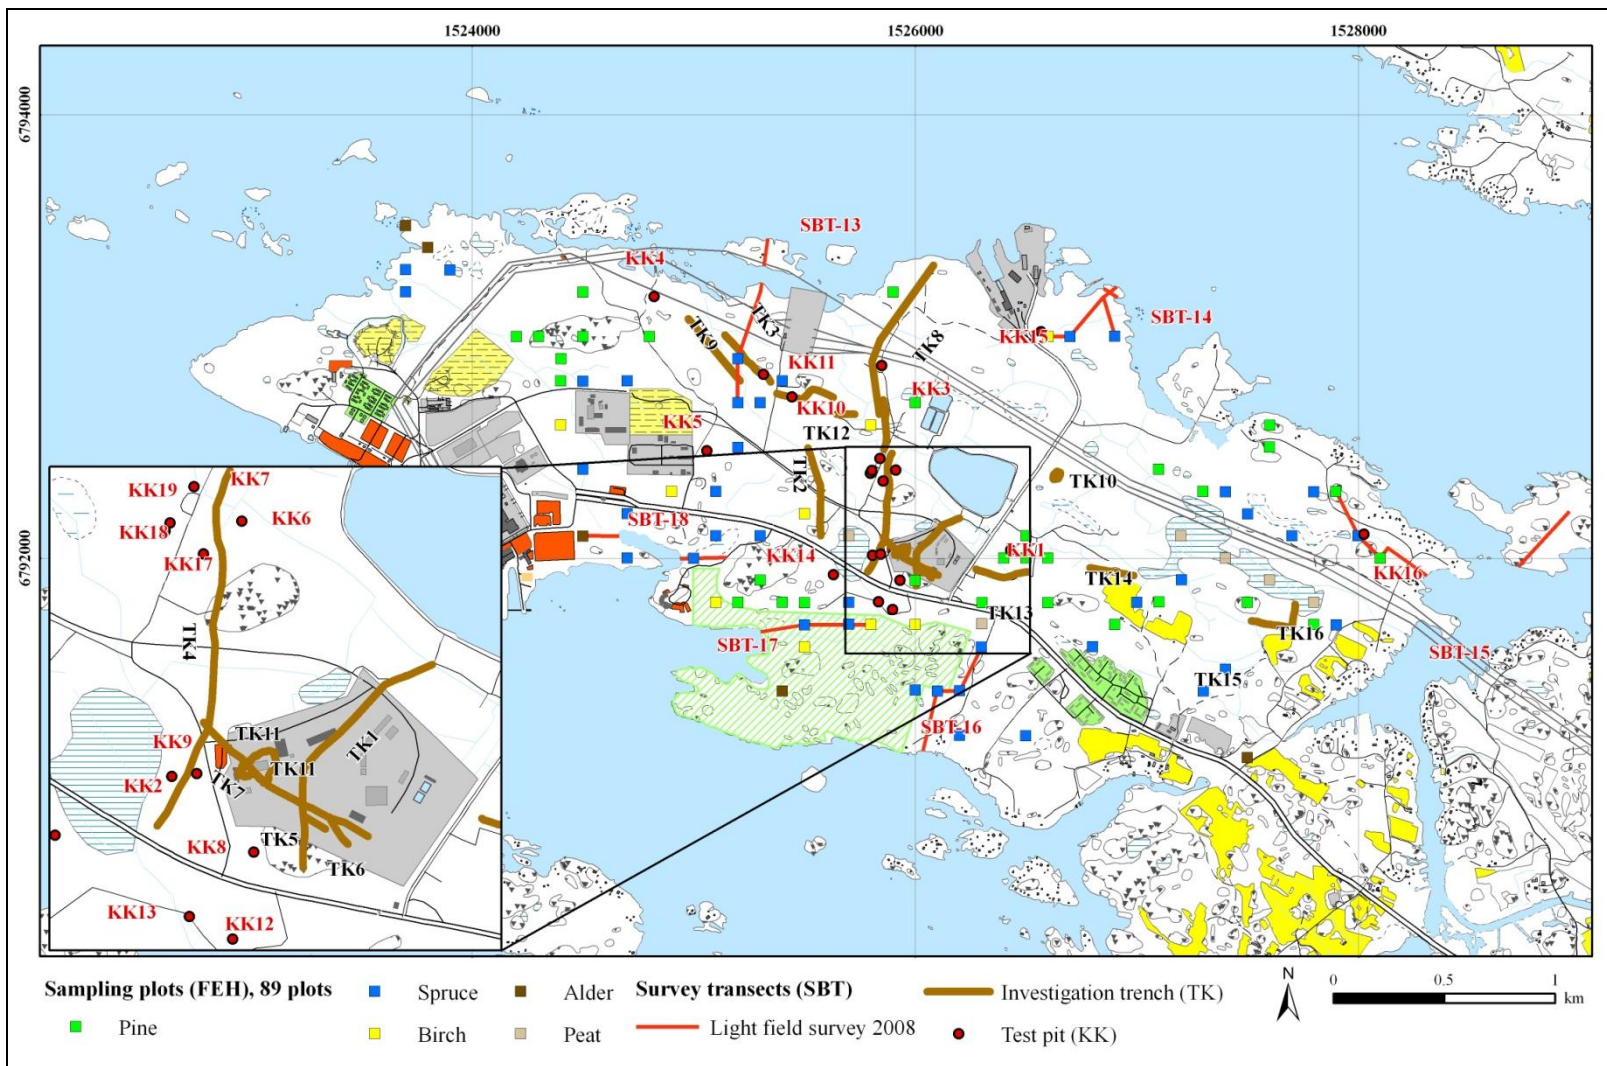 1524000
1526000
1528000
6794000
SBT-13
KK4
SBT-14
TK3
TK9
TK8
KK15
KK11
KK3
KK10
KK5
TK12
TK2
TK10
KK7
KK19
KK6
KK18
KK17
SBT-18
6792000
KK14
KK1
KK16
TK14
TK13
TK16
TK4
SBT-17
SBT-15
TK15
SBT-16
KK9
TK11
TK1
KK2
TK11
TK7
KK8
TK5
TK6
KK13
KK12
Sampling plots (FEH), 89 plots
Pine
Spruce
Birch
Alder
Peat
Survey transects (SBT)
Light field survey 2008
Investigation trench (TK)
Test pit (KK)
N
0 0.5 1
km